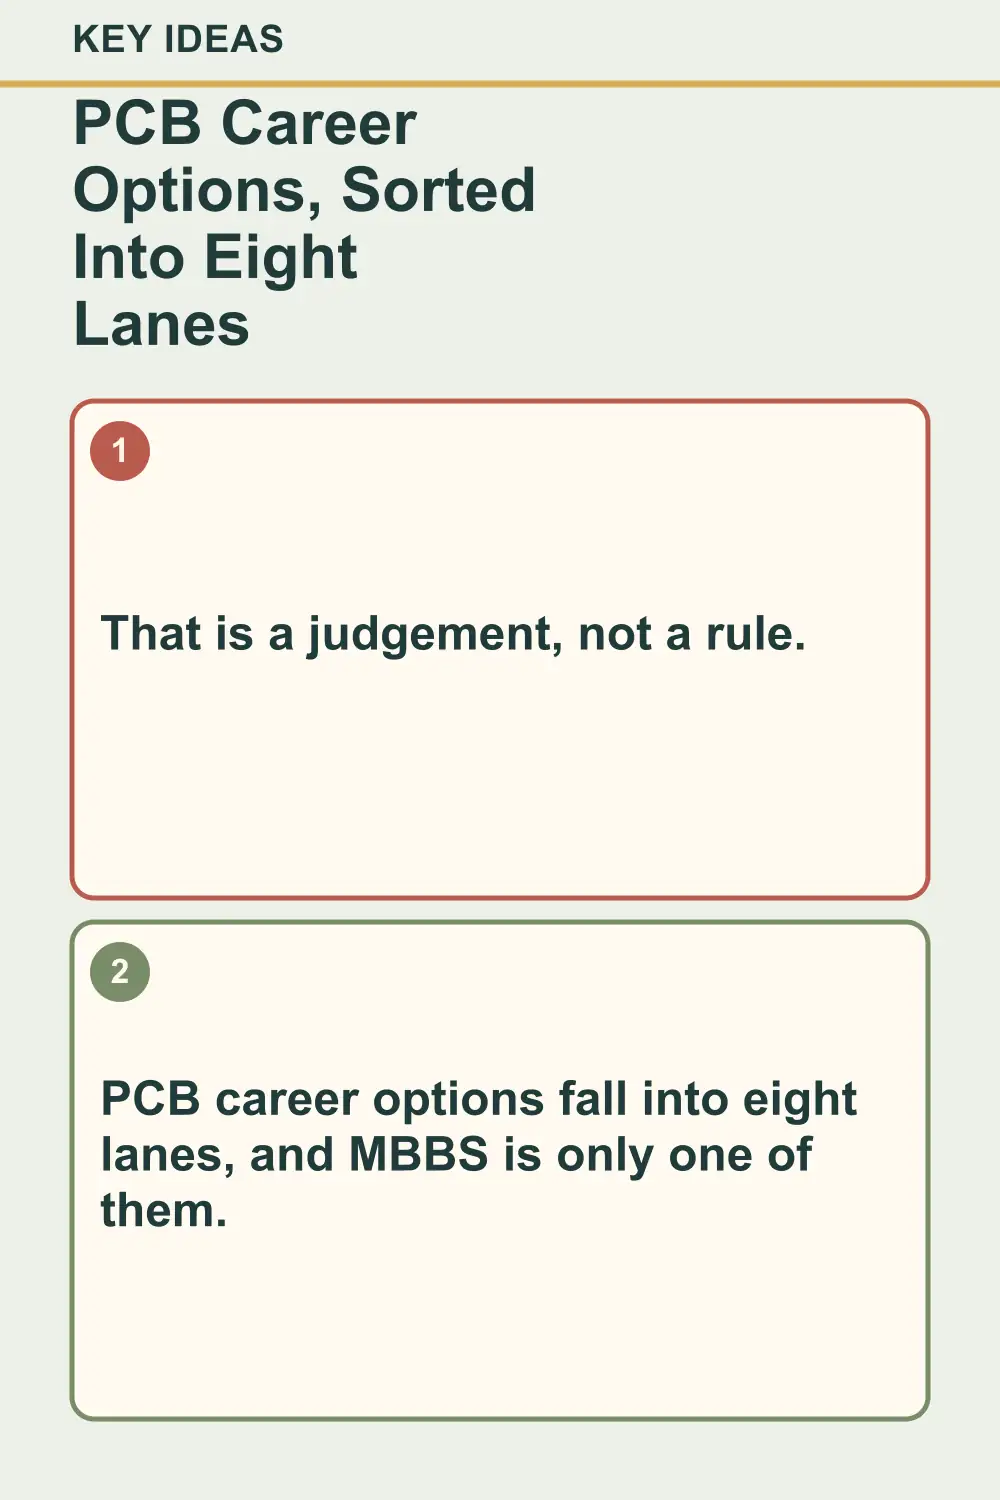 KEY IDEAS
PCB Career
Options, Sorted
Into Eight
Lanes
1
That is a judgement, not a rule.
2
PCB career options fall into eight
lanes, and MBBS is only one of
them.